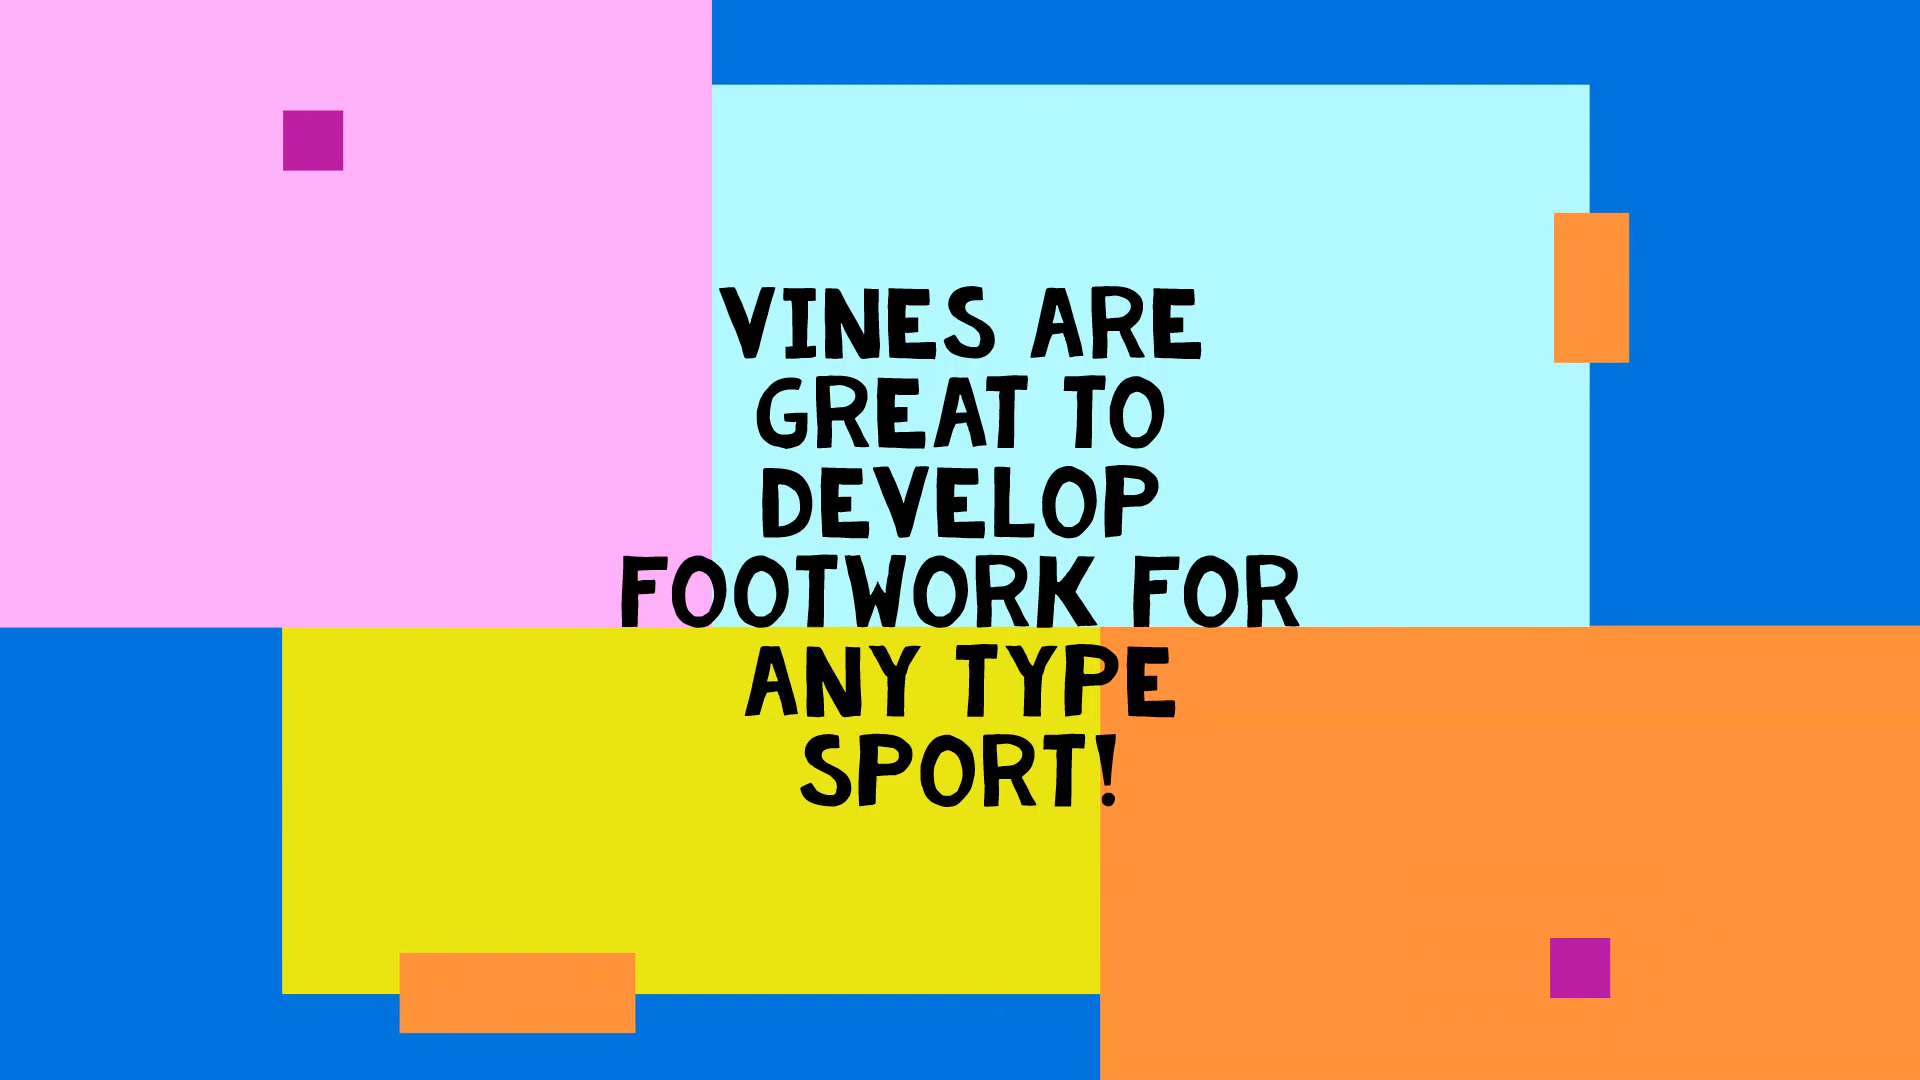 VINES ARE
GREAT TO
DEVELOP
FOOTWORK FOR
ANY TYPE
SPORT!